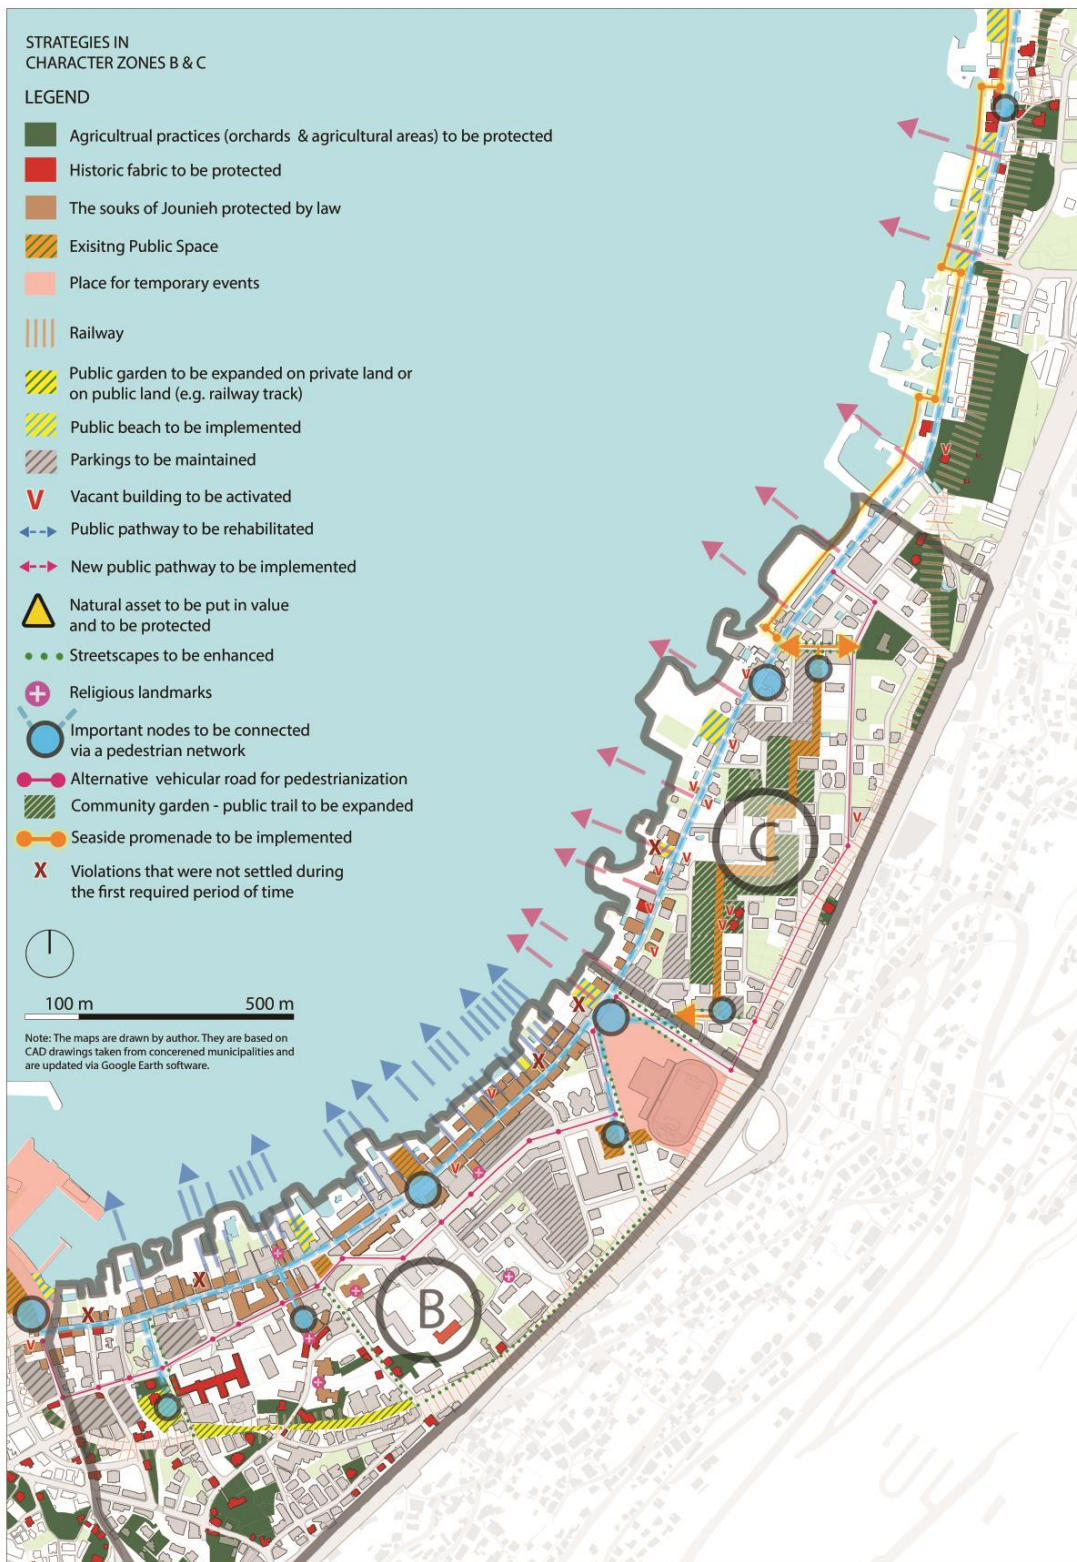 STRATEGIES IN
CHARACTER ZONES B & C
LEGEND
Agricultrual practices (orchards & agricultural areas) to be protected
Historic fabric to be protected
The souks of Jounieh protected by law
Exisitng Public Space
Place for temporary events
Railway
Public garden to be expanded on private land or
on public land (e.g. railway track)
Public beach to be implemented
Parkings to be maintained
V Vacant building to be activated
Public pathway to be rehabilitated
New public pathway to be implemented
Natural asset to be put in value
and to be protected
Streetscapes to be enhanced
Religious landmarks
Important nodes to be connected
via a pedestrian network
Alternative vehicular road for pedestrianization
Community garden - public trail to be expanded
Seaside promenade to be implemented
X Violations that were not settled during
the first required period of time
100 m 500 m
Note: The maps are drawn by author. They are based on
CAD drawings taken from concerened municipalities and
are updated via Google Earth software.
V
V
V
V V
V
X V
V
C
V
V
V V
V
X
X
V
V
B
X
X
V